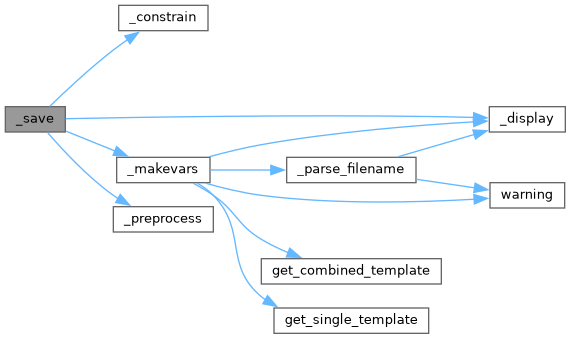 _constrain
_save
_display
_makevars
_parse_filename
warning
_preprocess
get_combined_template
get_single_template